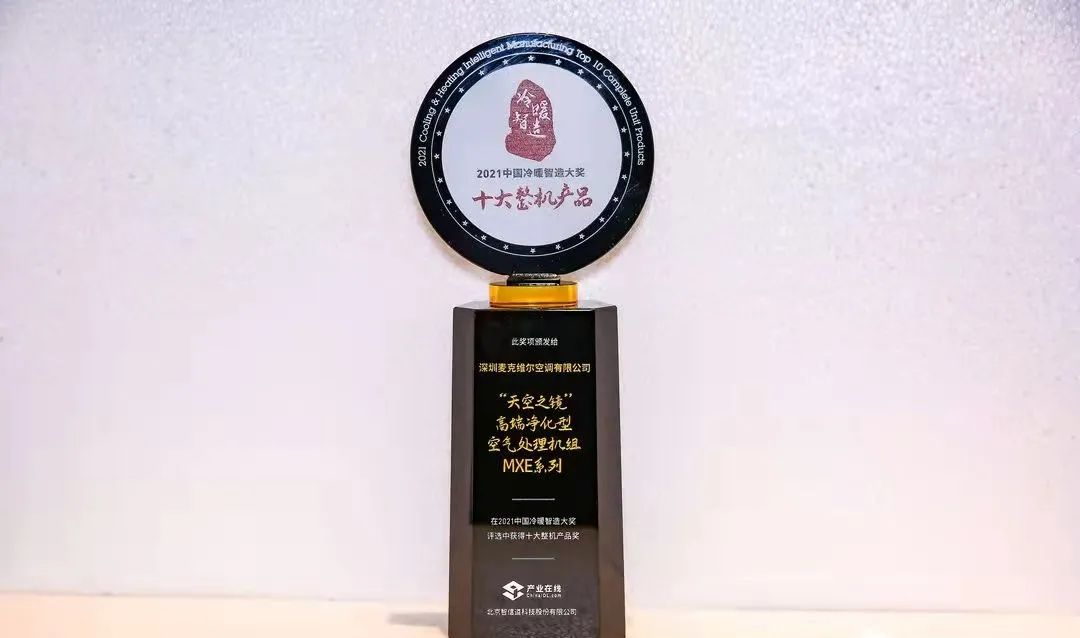 2021 Cooling & Heating Intelligent Manufacturing Top 10 Complete Unit Products
冷暖
智造
2021中国冷暖智造大奖
十大整机产品
此奖项颁发给
深圳麦克维尔空调有限公司
“天空之镜”
高端净化型
空气处理机组
MXE系列
在2021中国冷暖智造大奖
评选中获得十大整机产品奖
产业在线
ChinaIOL.com
北京智信道科技股份有限公司